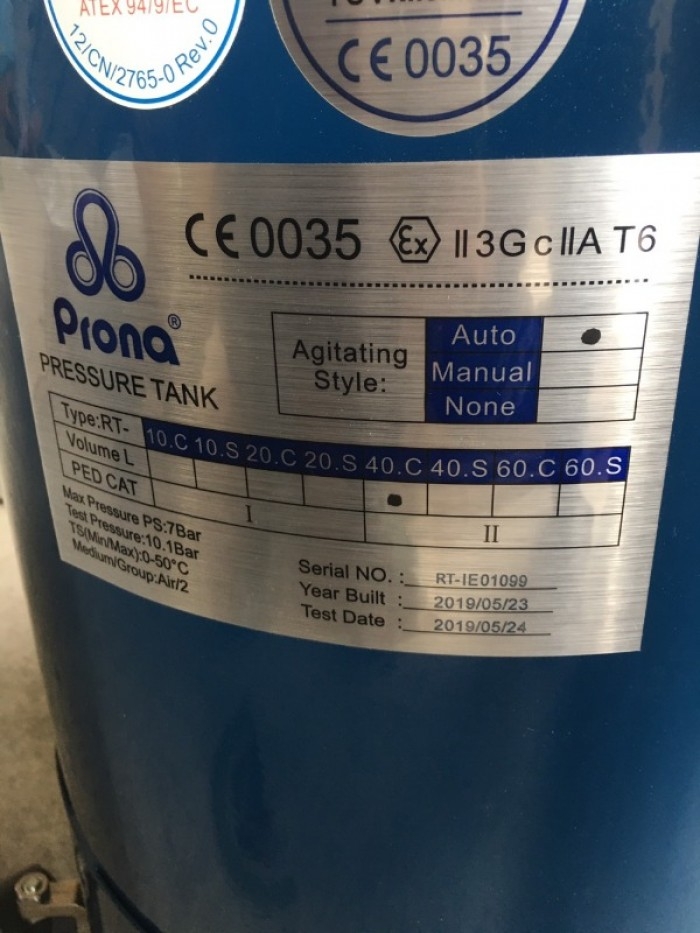 ATEX 94/9/EC
12/CN/2765-0 Rev. 0
CE 0035
Prona®
PRESSURE TANK
CE 0035 Ex II 3 G c IIA T6
Agitating Style:
Auto ●
Manual
None
Type:RT- 10.C 10.S 20.C 20.S 40.C 40.S 60.C 60.S
Volume L ●
PED CAT I II
Max Pressure PS:7Bar
Test Pressure:10.1Bar
TS(Min/Max):0-50°C
Medium/Group:Air/2
Serial NO. : RT-IE01099
Year Built : 2019/05/23
Test Date : 2019/05/24